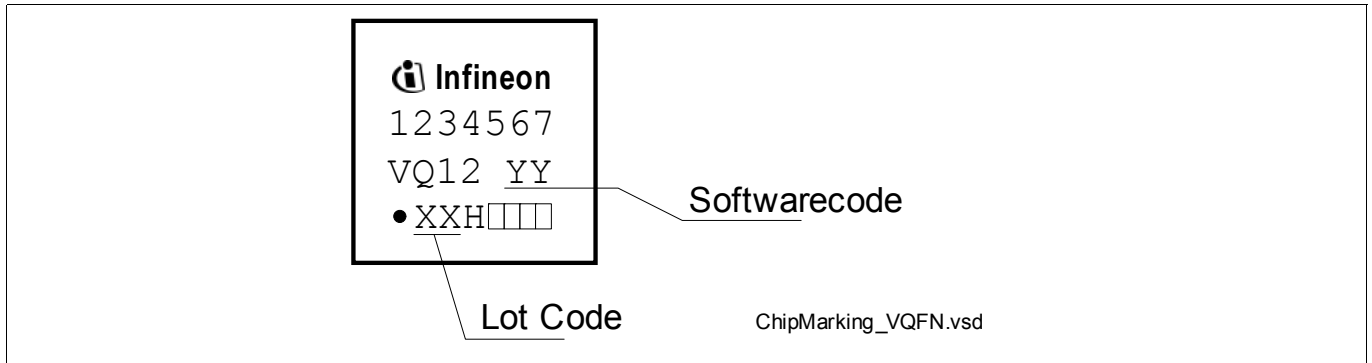 Infineon
1234567
VQ12 YY
Softwarecode
●XXH□□□□
Lot Code
ChipMarking_VQFN.vsd